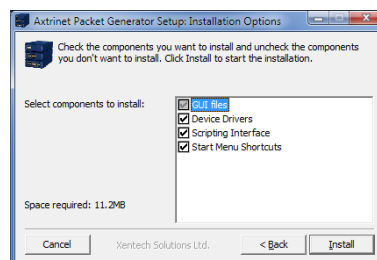 Axtrinet Packet Generator Setup: Installation Options
Check the components you want to install and uncheck the components
you don't want to install. Click Install to start the installation.
Select components to install:
GUI files
Device Drivers
Scripting Interface
Start Menu Shortcuts
Space required: 11.2MB
Cancel
Xentech Solutions Ltd.
< Back
Install